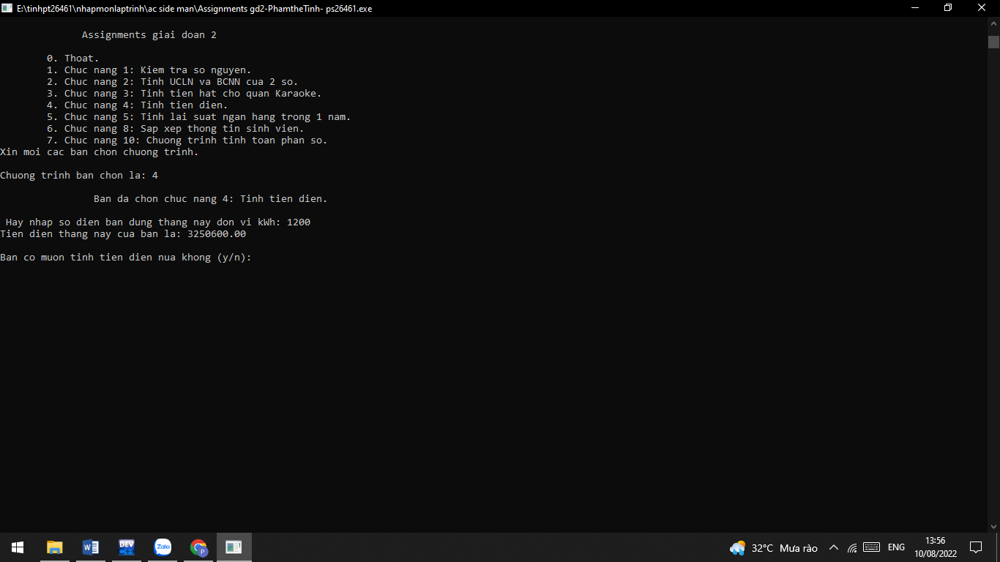 E:\tinhpt26461\nhapmonlaptrinh\ac side man\Assignments gd2-PhamtheTinh- ps26461.exe
Assignments giai doan 2
0. Thoat.
1. Chuc nang 1: Kiem tra so nguyen.
2. Chuc nang 2: Tinh UCLN va BCNN cua 2 so.
3. Chuc nang 3: Tinh tien hat cho quan Karaoke.
4. Chuc nang 4: Tinh tien dien.
5. Chuc nang 5: Tinh lai suat ngan hang trong 1 nam.
6. Chuc nang 8: Sap xep thong tin sinh vien.
7. Chuc nang 10: Chuong trinh tinh toan phan so.
Xin moi cac ban chon chuong trinh.
Chuong trinh ban chon la: 4
Ban da chon chuc nang 4: Tinh tien dien.
Hay nhap so dien ban dung thang nay don vi kWh: 1200
Tien dien thang nay cua ban la: 3250600.00
Ban co muon tinh tien dien nua khong (y/n):
W
DEV
Zalo
P
32°C Mưa rào
ENG
13:56
10/08/2022